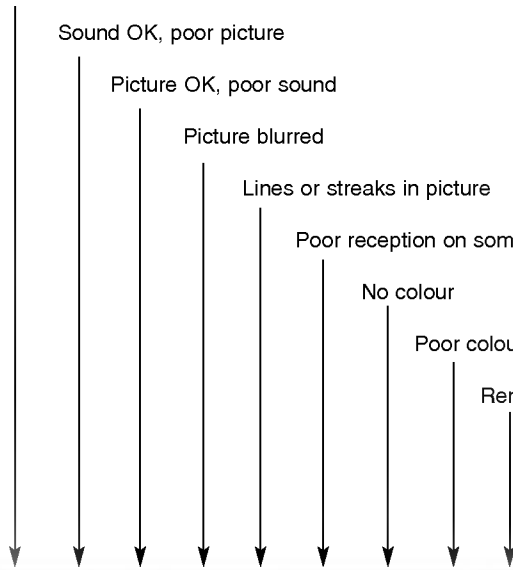 Sound OK, poor picture
Picture OK, poor sound
Picture blurred
Lines or streaks in picture
Poor reception on
No colour
Poor